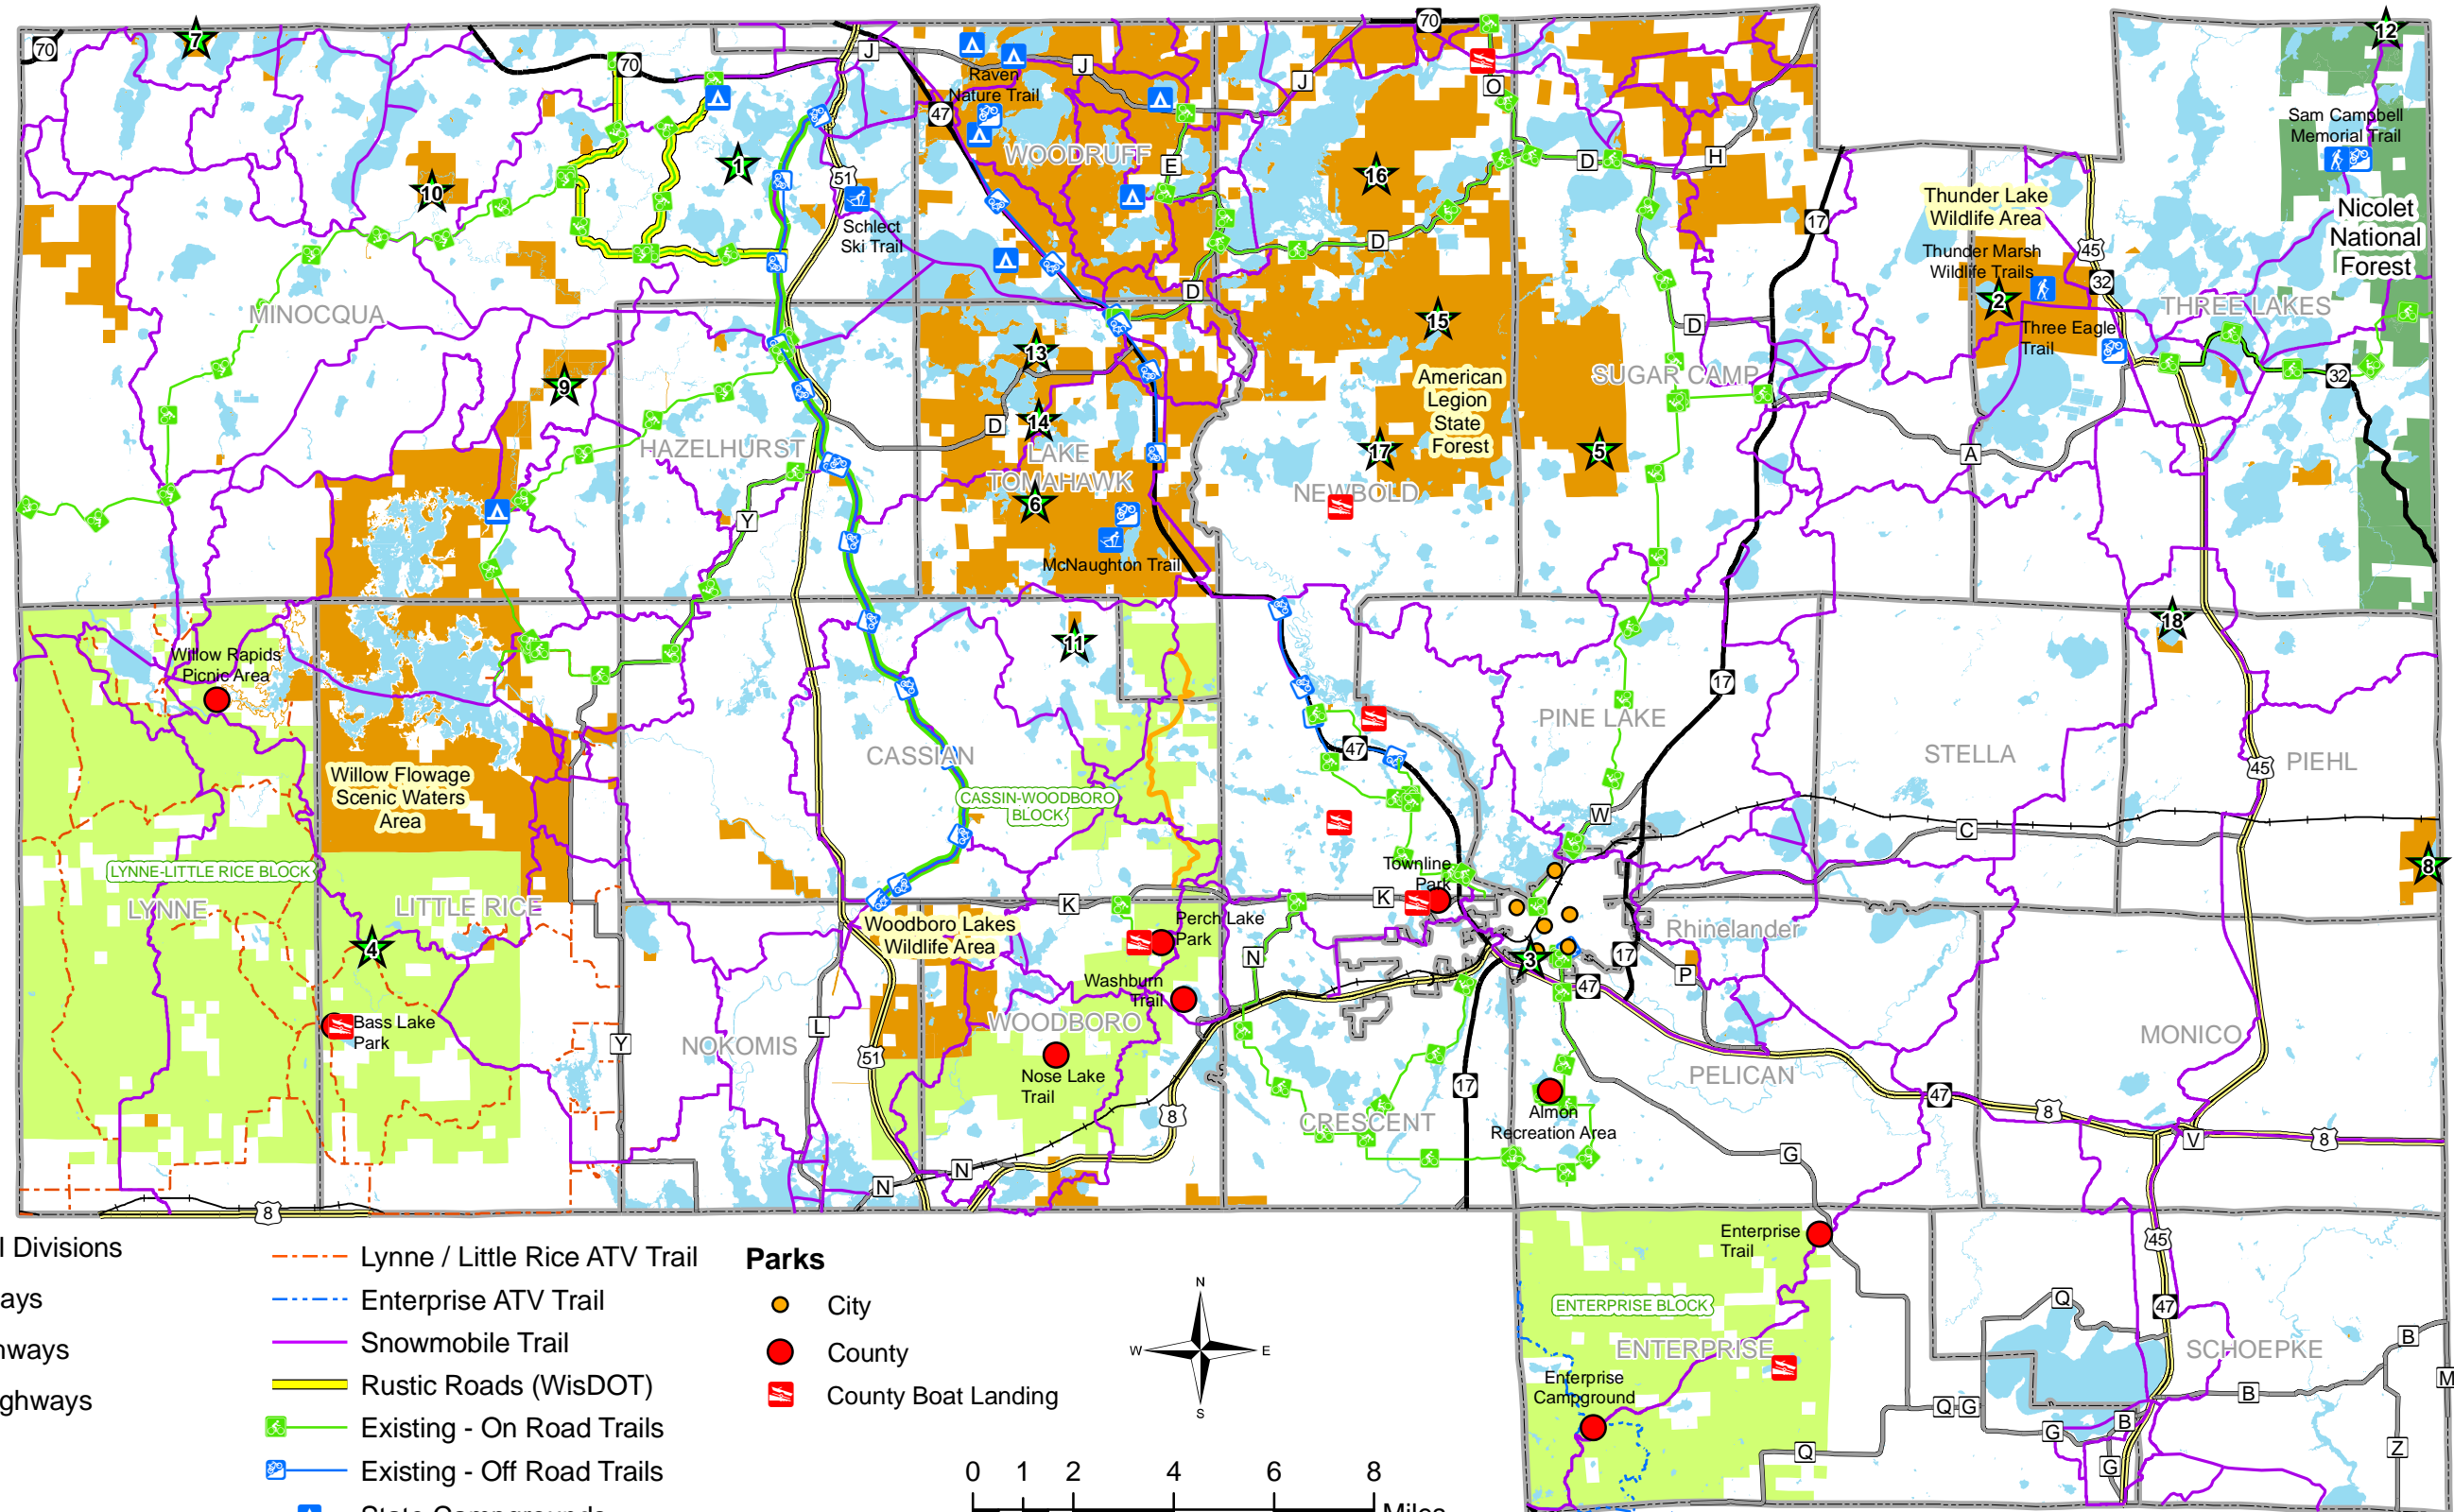 70
7
70
J
70
12
Raven
Nature Trail
J
J
O
47
Sam Campbell
Memorial Trail
WOODRUFF
1
51
E
16
D
H
10
Schlect
Ski Trail
D
17
Thunder Lake
Wildlife Area
45
Nicolet
National
Forest
Thunder Marsh
Wildlife Trails
2
32
D
MINOCQUA
15
D
THREE LAKES
Three Eagle
Trail
13
9
American
Legion
State
Forest
SUGAR CAMP
32
D
14
HAZELHURST
LAKE
TOMAHAWK
17
5
A
6
NEWBOLD
Y
McNaughton Trail
11
18
Willow Rapids
Picnic Area
17
PINE LAKE
47
CASSIAN
STELLA
45
PIEHL
Willow Flowage
Scenic Waters
Area
CASSIN-WOODBORO
BLOCK
W
C
LYNNE-LITTLE RICE BLOCK
Townline
Park
8
LYNNE
LITTLE RICE
K
K
Woodboro Lakes
Wildlife Area
Perch Lake
Park
Rhinelander
4
N
3
17
P
47
Washburn
Trail
Bass Lake
Park
L
WOODBORO
NOKOMIS
Y
51
MONICO
Nose Lake
Trail
17
PELICAN
47
8
8
CRESCENT
Almon
Recreation Area
V
8
G
N
N
8
Enterprise
Trail
45
l Divisions
ays
hways
ghways
Lynne / Little Rice ATV Trail
Enterprise ATV Trail
Snowmobile Trail
Rustic Roads (WisDOT)
Existing - On Road Trails
Existing - Off Road Trails
State Campgrounds
Parks
City
County
County Boat Landing
N
W
E
S
0 1 2 4 6 8
Miles
ENTERPRISE BLOCK
Q
47
ENTERPRISE
SCHOEPKE
B
Enterprise
Campground
M
B
Q
G
B
G
Q
Z
G